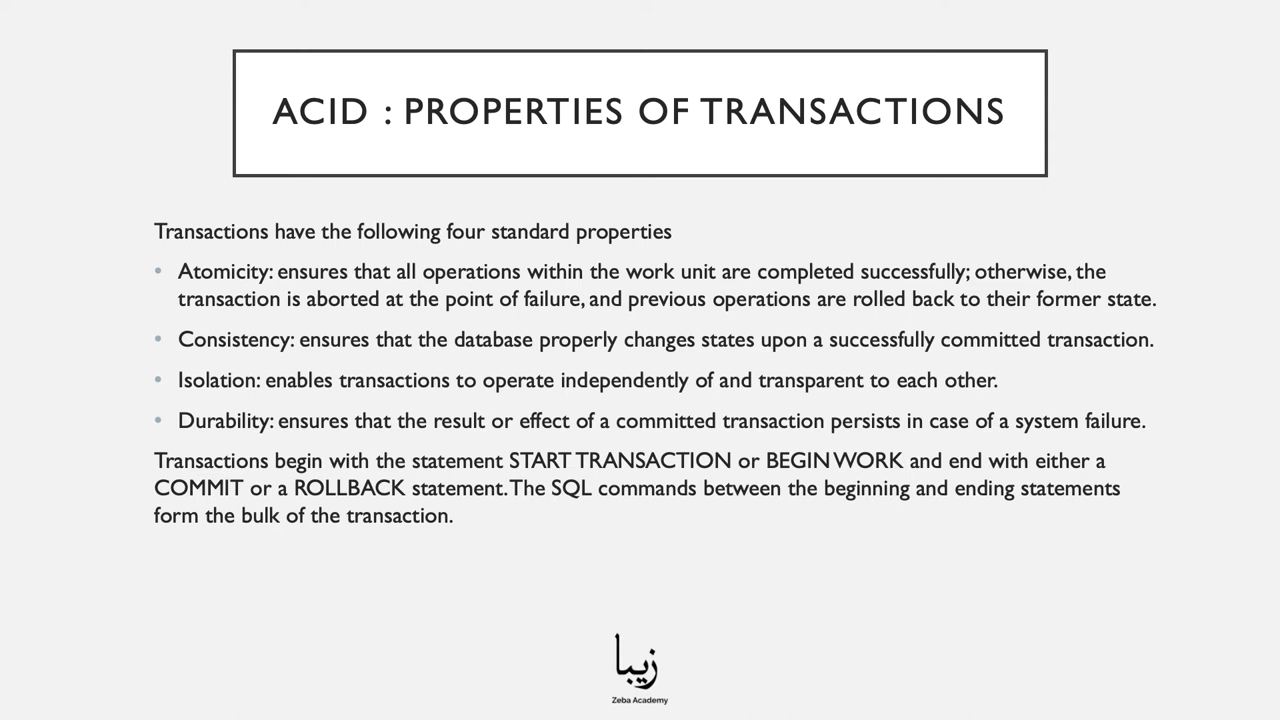 ACID : PROPERTIES OF TRANSACTIONS
Transactions have the following four standard properties
• Atomicity: ensures that all operations within the work unit are completed successfully; otherwise, the
transaction is aborted at the point of failure, and previous operations are rolled back to their former state.
• Consistency: ensures that the database properly changes states upon a successfully committed transaction.
• Isolation: enables transactions to operate independently of and transparent to each other.
• Durability: ensures that the result or effect of a committed transaction persists in case of a system failure.
Transactions begin with the statement START TRANSACTION or BEGIN WORK and end with either a
COMMIT or a ROLLBACK statement. The SQL commands between the beginning and ending statements
form the bulk of the transaction.
زيبا
Zeba Academy